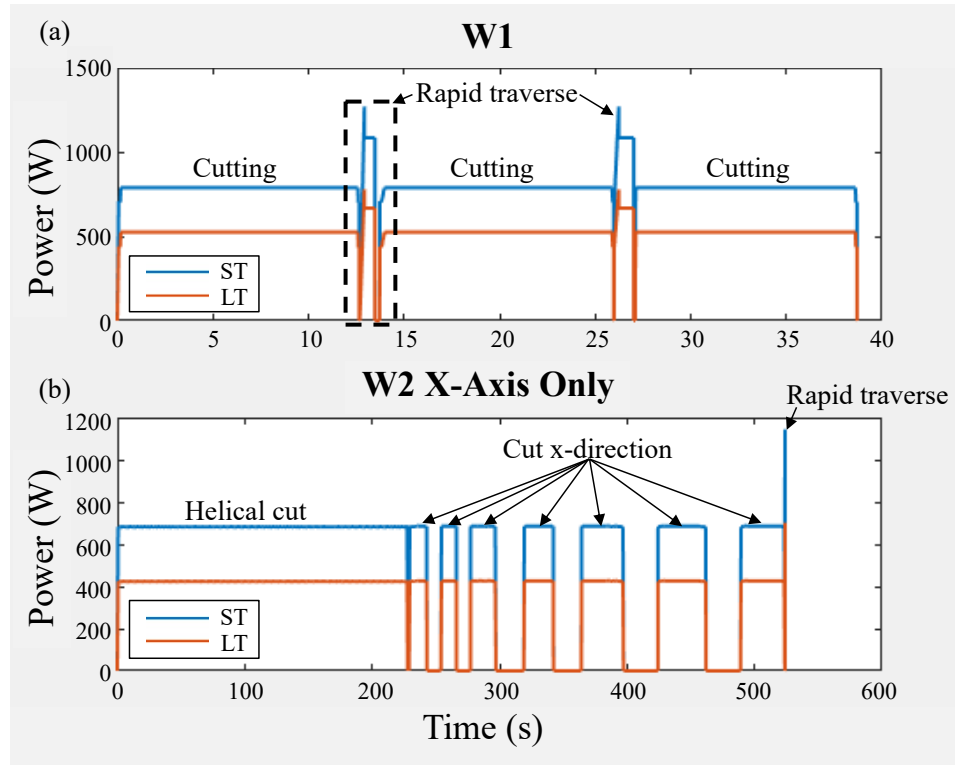 (a)
W1
1500
Rapid traverse
1000
Cutting
Cutting
Cutting
Power (W)
500
ST
LT
0
0 5 10 15 20 25 30 35 40
(b)
W2 X-Axis Only
Rapid traverse
1200
1000
Cut x-direction
800
Helical cut
600
Power (W)
400
ST
200
LT
0
0 100 200 300 400 500 600
Time (s)